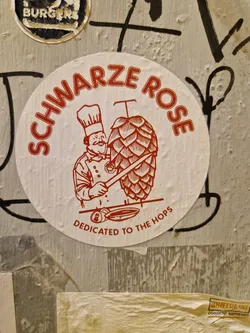 BURGERS
SCHWARZE ROSE
DEDICATED TO THE HOPS